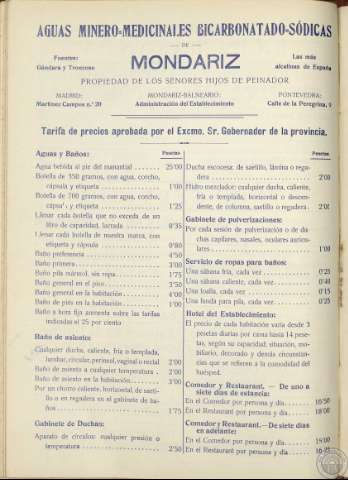 AGUAS MINERO-MEDICINALES BICARBONATADO-SÓDICAS
— DE —
MONDARIZ
Fuentes:
Gándara y Troncoso
Las más
alcalinas de España
PROPIEDAD DE LOS SEÑORES HIJOS DE PEINADOR
MADRID:
Martínez Campos n.º 20
MONDARIZ-BALNEARIO:
Administración del Establecimiento
PONTEVEDRA:
Calle de la Peregrina, 9
Tarifa de precios aprobada por el Excmo. Sr. Gobernador de la provincia.
Aguas y Baños: Pesetas
Agua bebida al pie del manantial ........ 25'00
Botella de 350 gramos, con agua, corcho,
cápsula y etiqueta ........ 1'00
Botella de 700 gramos, con agua, corcho,
cápsula y etiqueta ........ 1'25
Llenar cada botella que no exceda de un
litro de capacidad, lacrada ........ 0'35
Llenar cada botella de nuestra marca, con
etiqueta y cápsula ........ 0'80
Baño preferencia ........ 4'50
Baño primera ........ 3'00
Baño pila mármol, sin ropa ........ 1'75
Baño general en el piso ........ 3'50
Baño general en la habitación ........ 4'00
Baño de piés en la habitación ........ 1'00
Baño a hora fija aumenta sobre las tarifas
indicadas el 25 por ciento
Baño de asiento:
Cualquier ducha, caliente, fría o templada,
lumbar, circular, perineal, vaginal o rectal 2'00
Baño de asiento a cualquier temperatura . 2'00
Baño de asiento en la habitación ........ 3'00
Por un chorro caliente, horizontal, de sartillo
o en regadera en el gabinete de baños
........ 1'75
Gabinete de Duchas:
Aparato de círculos: cualquier presión o
temperatura ........ 2'50
Pesetas
Ducha escocesa: de sartillo, lámina o regadera
........ 2'00
Hidro mezclador: cualquier ducha, caliente,
fría o templada, horizontal o descendente,
de columna, sartillo o regadera . 2'00
Gabinete de pulverizaciones:
Por cada sesión de pulverización o de duchas
capilares, nasales, oculares auriculares
........ 1'00
Servicio de ropas para baños:
Una sábana fría, cada vez ........ 0'25
Una sábana caliente, cada vez ........
Una toalla, cada vez ........ 0'15
Una funda para pila, cada vez ........ 0'25
Hotel del Establecimiento:
El precio de cada habitación varía desde 3
pesetas diarias por cama hasta 14 pesetas,
según su capacidad, situación, mobiliario,
decorado y demás circunstancias
que se refieren a la comodidad del
huésped.
Comedor y Restaurant. — De uno a
siete días de estancia:
En el Comedor por persona y día ........
En el Restaurant por persona y día ........ 18'00
Comedor y Restaurant. — De siete días
en adelante:
En el Comedor por persona y día ........ 15'00
En el Restaurant por persona y día ........